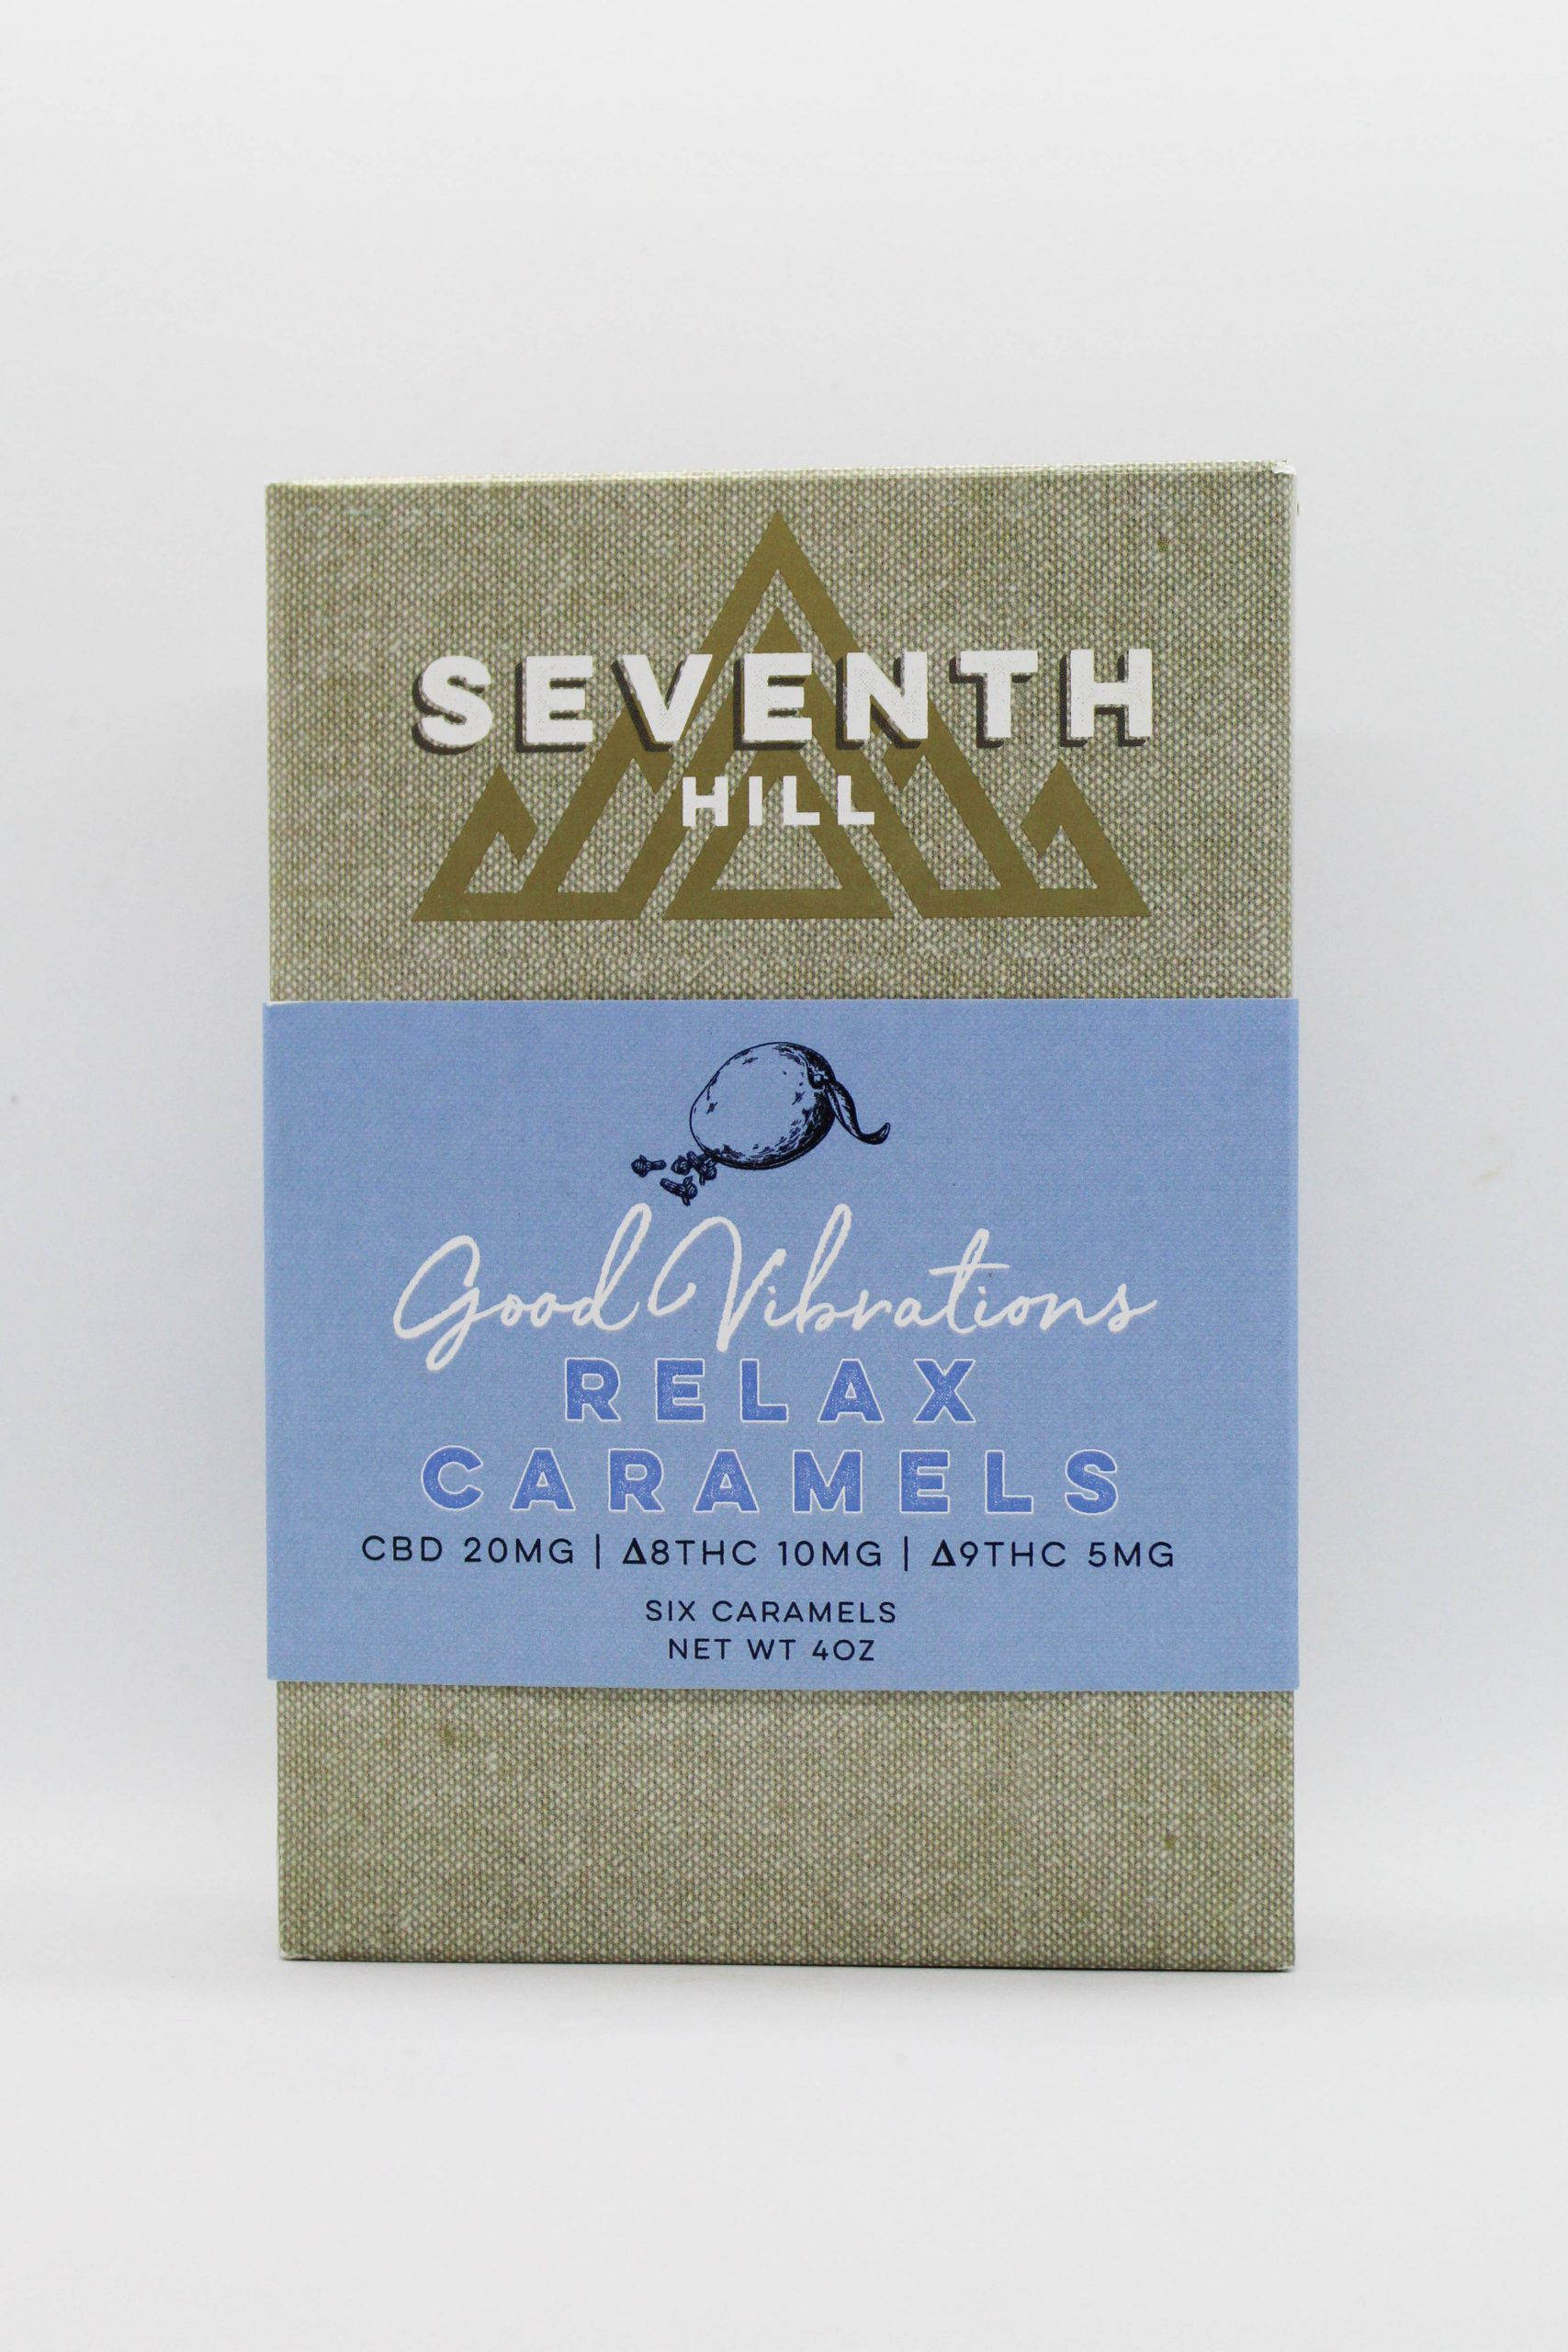 SEVENTH
HILL
Good Vibrations
RELAX
CARAMELS
CBD 20MG | Δ8THC 10MG | Δ9THC 5MG
SIX CARAMELS
NET WT 4OZ